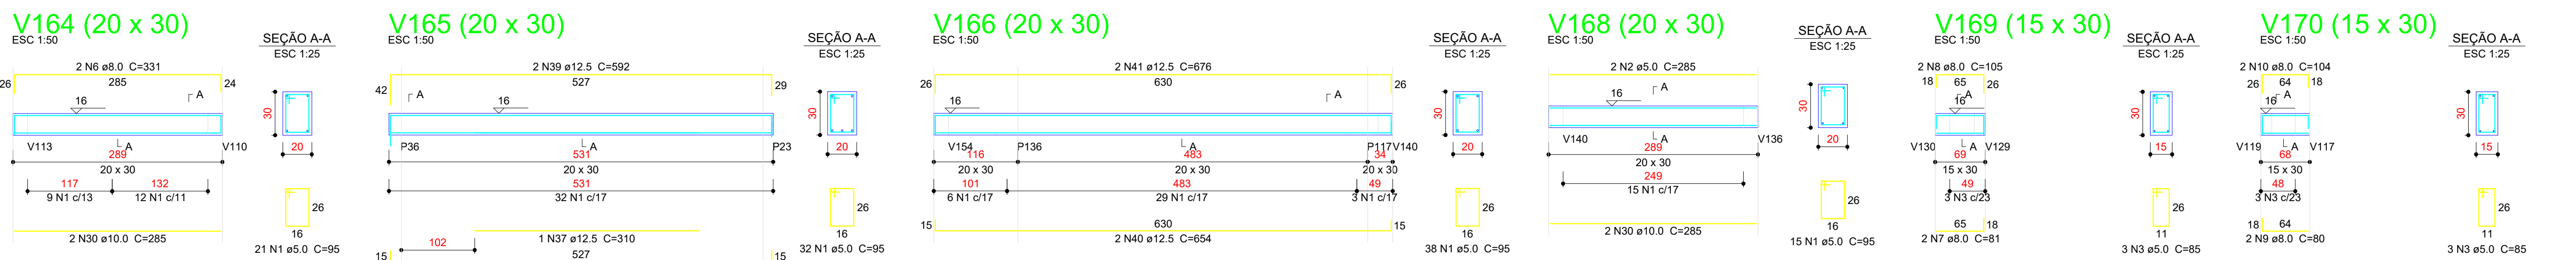 V164 (20 x 30)
ESC 1:50
SEÇÃO A-A
ESC 1:25
2 N6 ø8.0 C=331
26
285
24
A
16
30
V113
A
V110
289
20
20 x 30
117
132
9 N1 c/13
12 N1 c/11
26
16
2 N30 ø10.0 C=285
21 N1 ø5.0 C=95
V165 (20 x 30)
ESC 1:50
SEÇÃO A-A
ESC 1:25
2 N39 ø12.5 C=592
42
527
29
A
16
30
P36
A
P23
531
20
20 x 30
531
32 N1 c/17
26
16
1 N37 ø12.5 C=310
102
32 N1 ø5.0 C=95
15
527
15
V166 (20 x 30)
ESC 1:50
SEÇÃO A-A
ESC 1:25
2 N41 ø12.5 C=676
26
630
26
16
A
30
V154
P136
A
P117
V140
116
483
34
20
20 x 30
20 x 30
20 x 30
101
483
49
6 N1 c/17
29 N1 c/17
3 N1 c/17
26
16
15
630
15
2 N40 ø12.5 C=654
38 N1 ø5.0 C=95
V168 (20 x 30)
ESC 1:50
SEÇÃO A-A
ESC 1:25
2 N2 ø5.0 C=285
A
16
30
V140
A
V136
289
20
20 x 30
249
15 N1 c/17
26
16
2 N30 ø10.0 C=285
15 N1 ø5.0 C=95
V169 (15 x 30)
ESC 1:50
SEÇÃO A-A
ESC 1:25
2 N8 ø8.0 C=105
18
65
18
A
16
30
V130
A
V129
69
15
15 x 30
49
3 N3 c/23
26
11
65
18
2 N7 ø8.0 C=81
3 N3 ø5.0 C=85
V170 (15 x 30)
ESC 1:50
SEÇÃO A-A
ESC 1:25
2 N10 ø8.0 C=104
18
64
18
A
16
30
V119
A
V117
68
15
15 x 30
48
3 N3 c/23
26
11
18
64
2 N9 ø8.0 C=80
3 N3 ø5.0 C=85